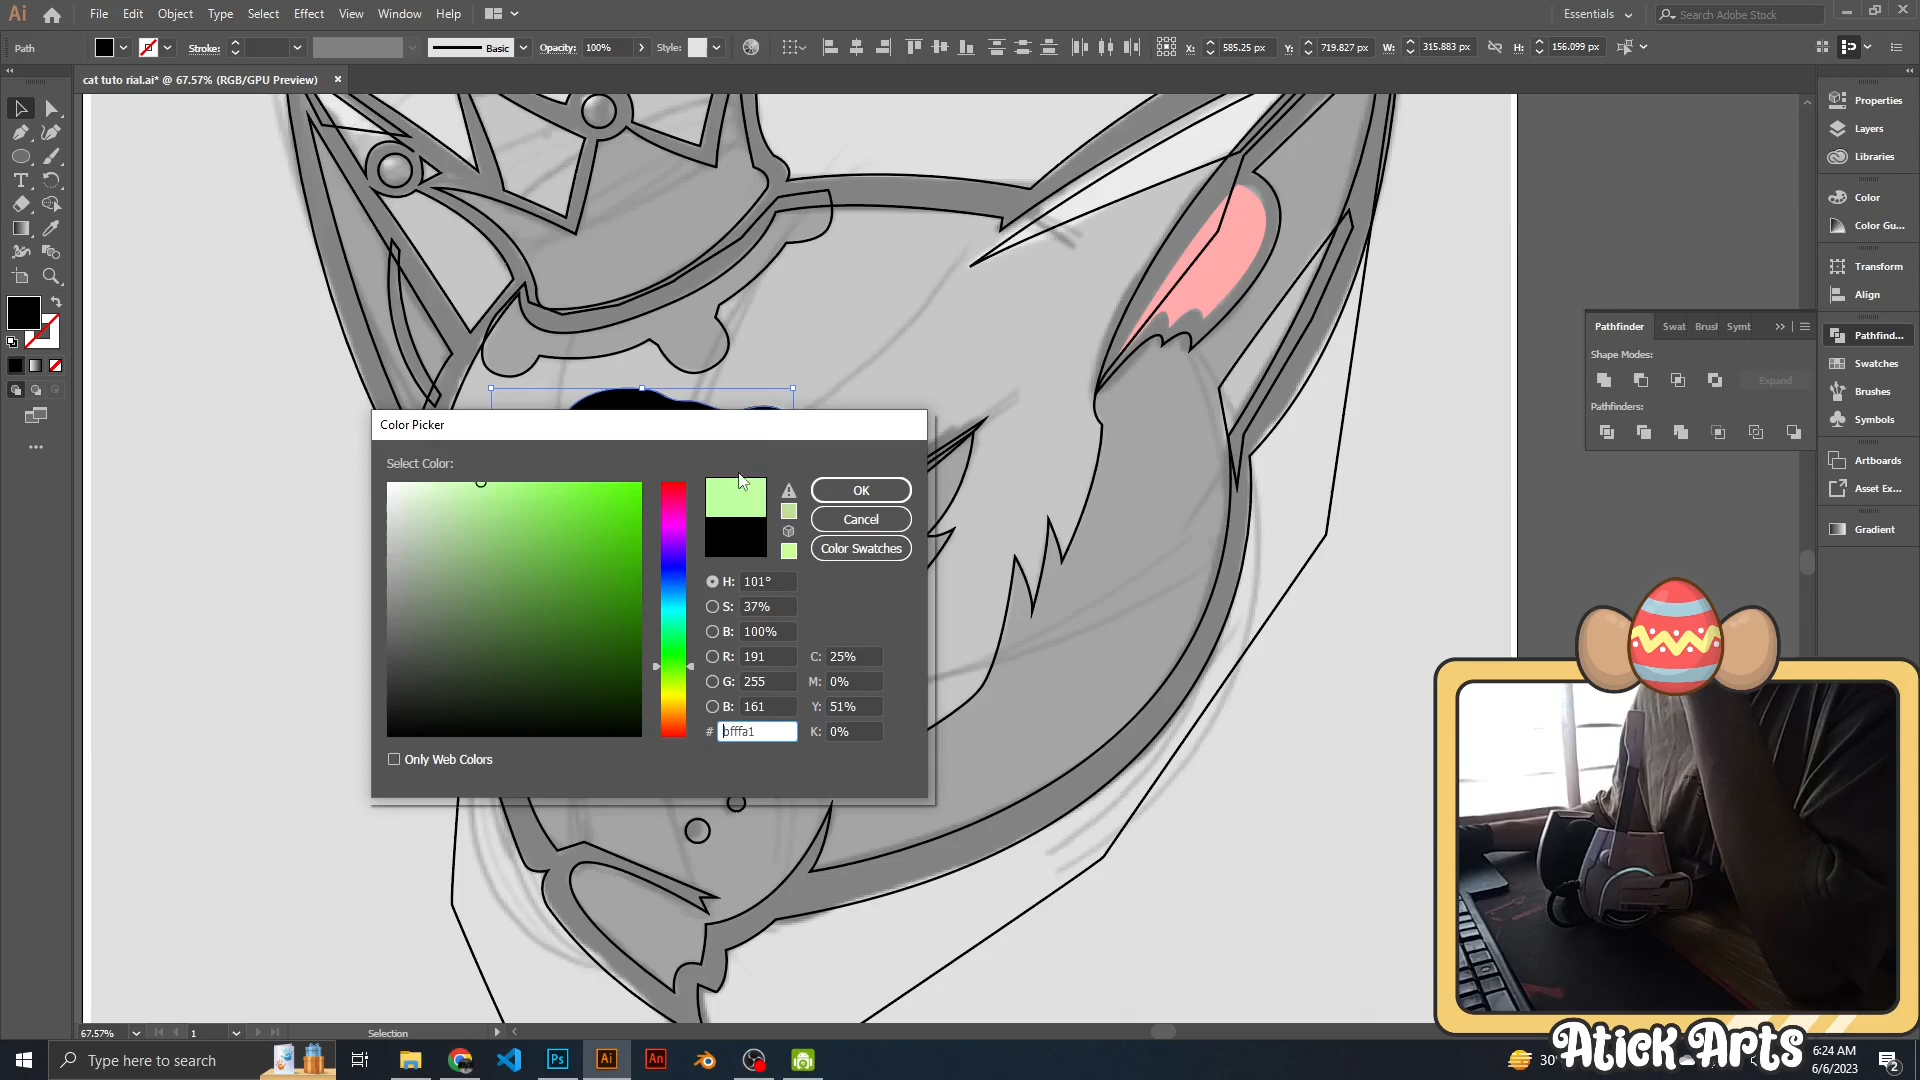 Ai File Edit Object Type Select Effect View Window Help Essentials Search Adobe Stock
Path Stroke: Basic Opacity: 100% Style: X: 585.25 px Y: 719.827 px W: 315.883 px H: 156.099 px
cat tuto rial.ai* @ 67.57% (RGB/GPU Preview)
Properties
Layers
Libraries
Color
Color Gu...
Transform
Align
Pathfind...
Swatches
Brushes
Symbols
Artboards
Asset Ex...
Gradient
Pathfinder Swat Brusl Symt
Shape Modes:
Expand
Pathfinders:
Color Picker
Select Color:
OK
Cancel
Color Swatches
H: 101°
S: 37%
B: 100%
R: 191 C: 25%
G: 255 M: 0%
B: 161 Y: 51%
# bfffa1 K: 0%
Only Web Colors
67.57% 1 Selection
Type here to search
Ps Ai An
30°
Atick Arts
6:24 AM
6/6/2023
2